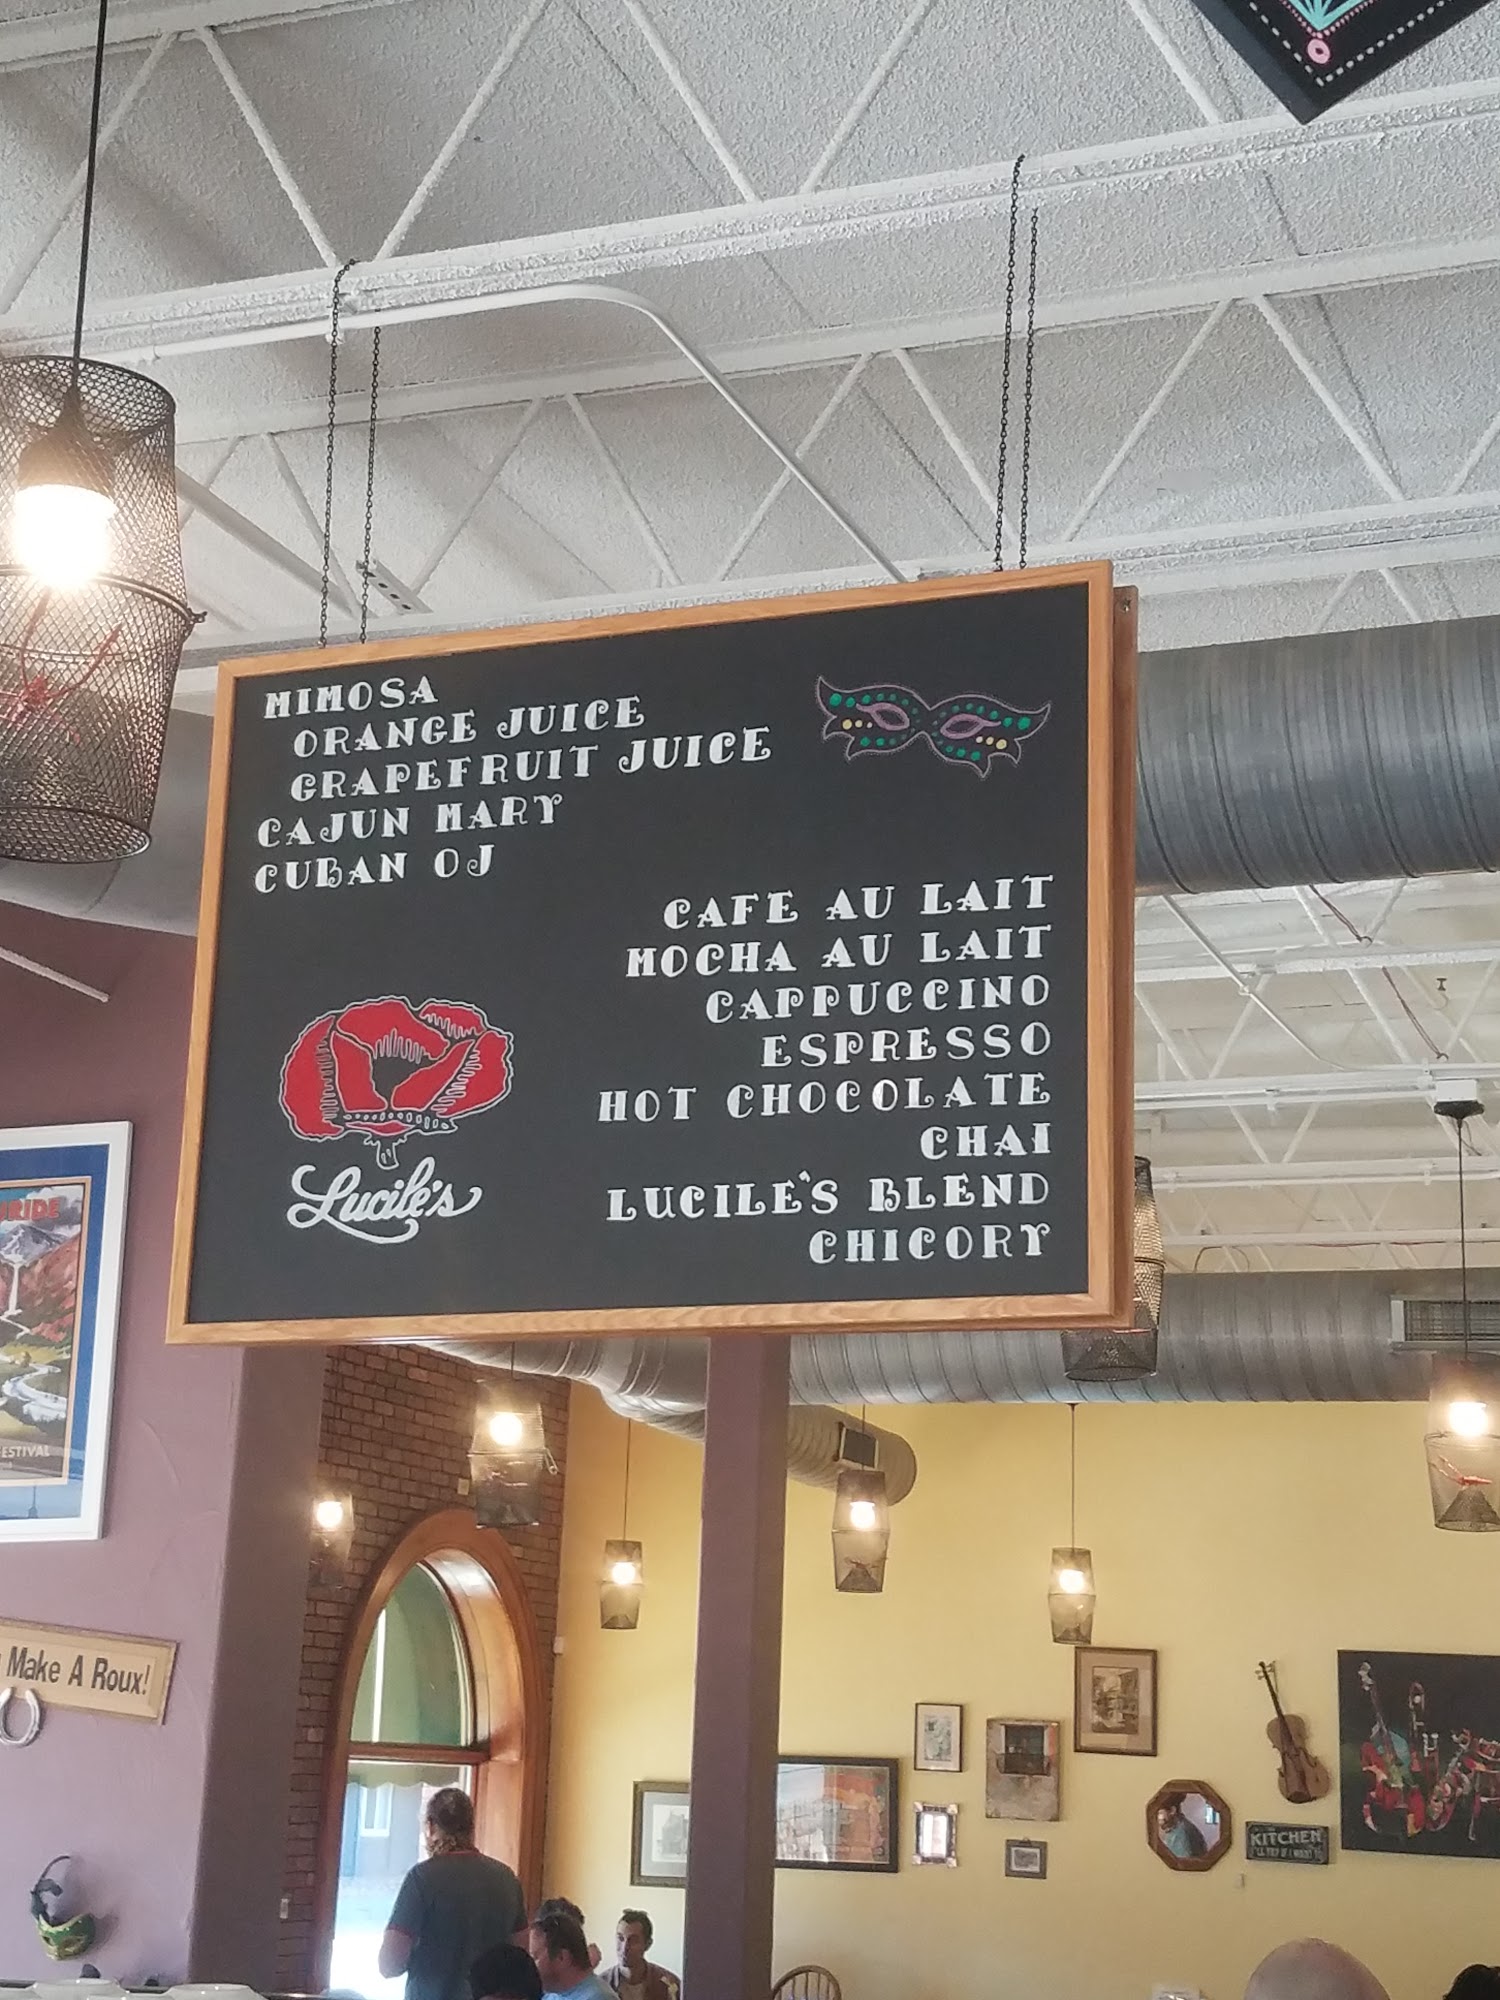 MIMOSA
ORANGE JUICE
GRAPEFRUIT JUICE
CAJUN MARY
CUBAN OJ
CAFE AU LAIT
MOCHA AU LAIT
CAPPUCCINO
ESPRESSO
HOT CHOCOLATE
CHAI
LUCILE'S BLEND
CHICORY
Lucile's
Make A Roux!
KITCHEN